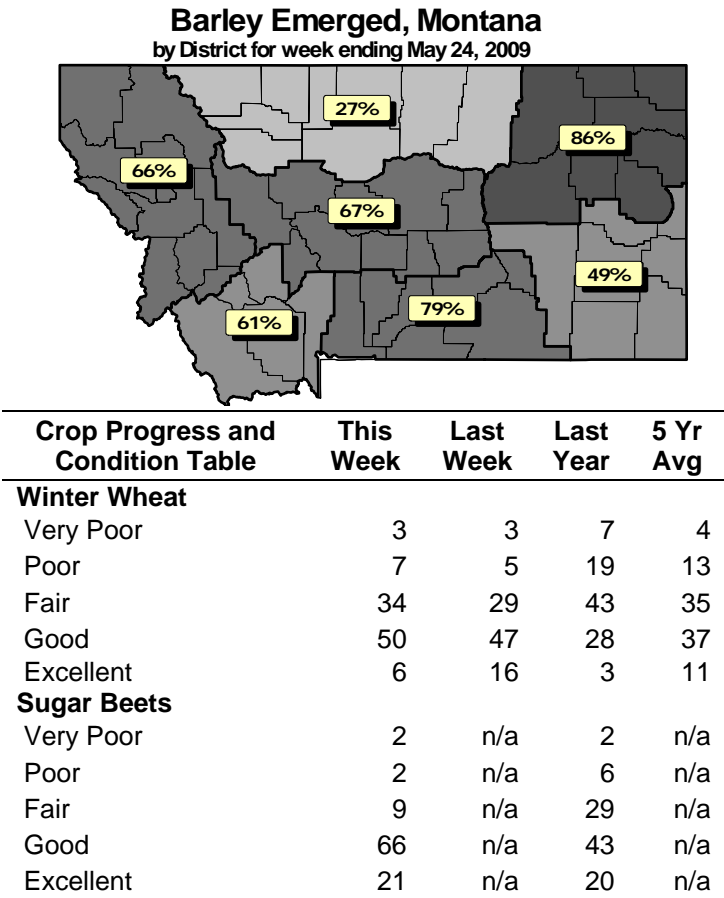 Barley Emerged, Montana
by District for week ending May 24, 2009
27%
86%
66%
67%
49%
79%
61%
Crop Progress and Condition Table This Week Last Week Last Year 5 Yr Avg
Winter Wheat
Very Poor 3 3 7 4
Poor 7 5 19 13
Fair 34 29 43 35
Good 50 47 28 37
Excellent 6 16 3 11
Sugar Beets
Very Poor 2 n/a 2 n/a
Poor 2 n/a 6 n/a
Fair 9 n/a 29 n/a
Good 66 n/a 43 n/a
Excellent 21 n/a 20 n/a